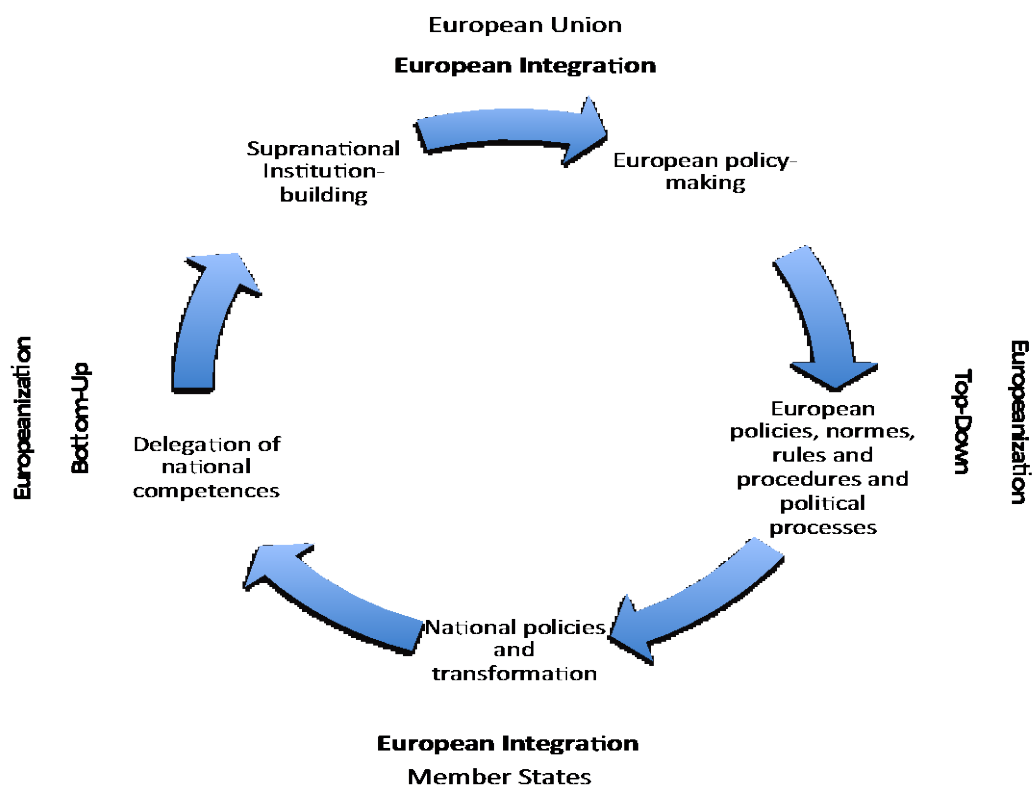 European Union
European Integration
Supranational
Institution-
building
European policy-
making
Europeanization
Bottom-Up
Delegation of
national
competences
European
policies, normes,
rules and
procedures and
political
processes
Top-Down
Europeanization
National policies
and
transformation
European Integration
Member States